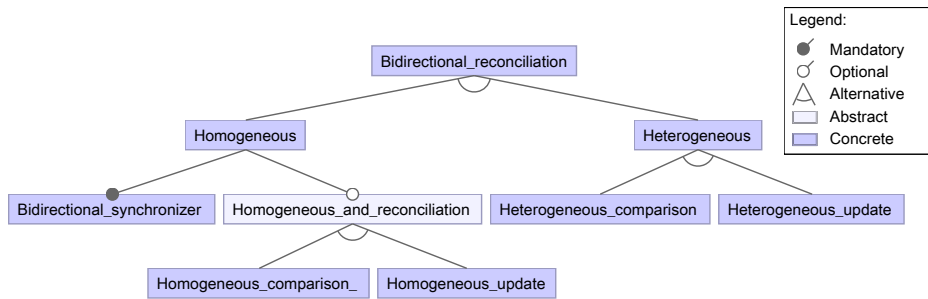 Legend:
Mandatory
Optional
Alternative
Abstract
Concrete
Bidirectional_reconciliation
Homogeneous
Heterogeneous
Bidirectional_synchronizer
Homogeneous_and_reconciliation
Heterogeneous_comparison
Heterogeneous_update
Homogeneous_comparison_
Homogeneous_update